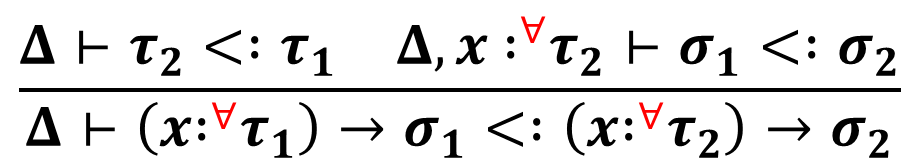 Δ ⊢ τ₂ <: τ₁ Δ, x :^∀ τ₂ ⊢ σ₁ <: σ₂
Δ ⊢ (x:^∀ τ₁) → σ₁ <: (x:^∀ τ₂) → σ₂